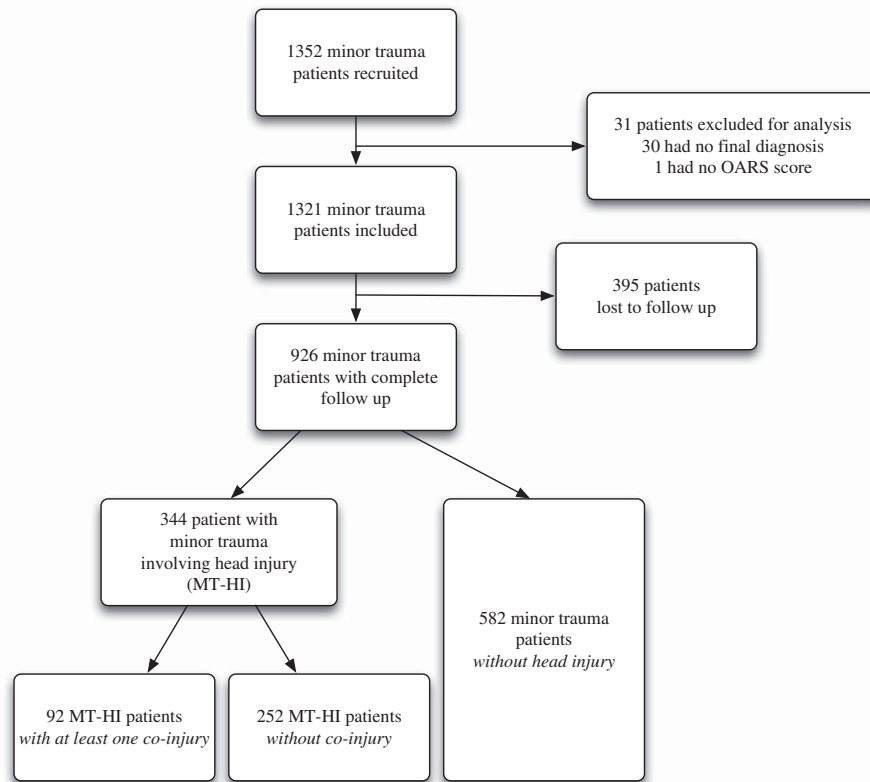 1352 minor trauma
patients recruited
31 patients excluded for analysis
30 had no final diagnosis
1 had no OARS score
1321 minor trauma
patients included
395 patients
lost to follow up
926 minor trauma
patients with complete
follow up
344 patient with
minor trauma
involving head injury
(MT-HI)
582 minor trauma
patients
without head injury
92 MT-HI patients
with at least one co-injury
252 MT-HI patients
without co-injury